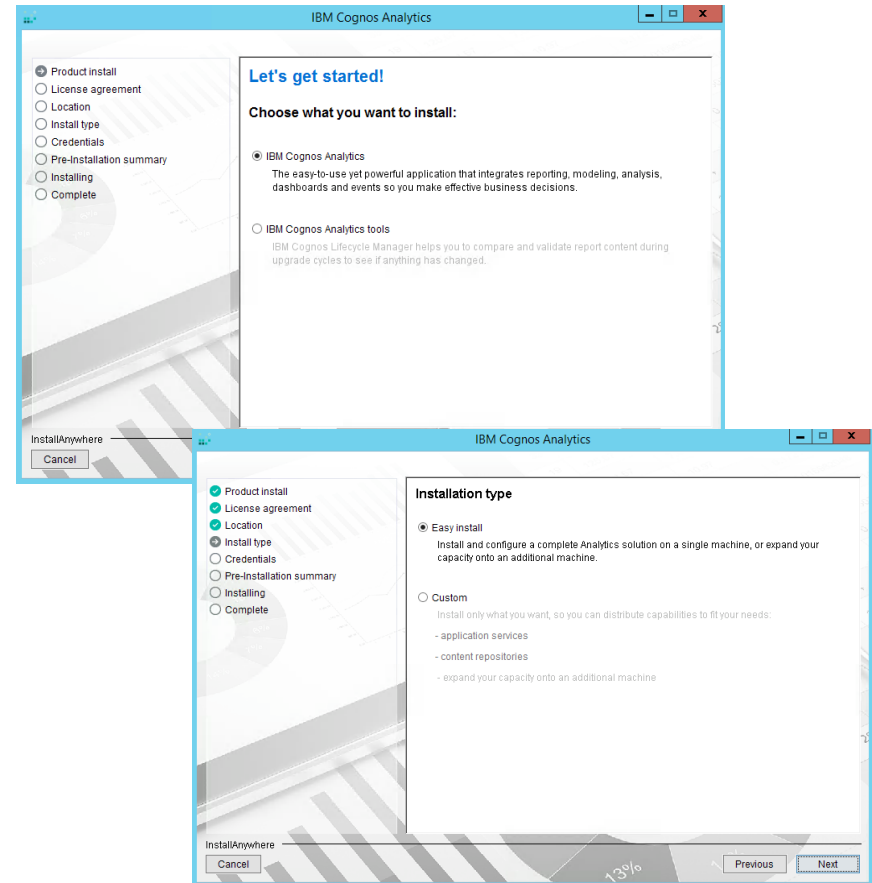 IBM Cognos Analytics
Product install
License agreement
Location
Install type
Credentials
Pre-Installation summary
Installing
Complete
Let's get started!
Choose what you want to install:
IBM Cognos Analytics
The easy-to-use yet powerful application that integrates reporting, modeling, analysis,
dashboards and events so you make effective business decisions.
IBM Cognos Analytics tools
IBM Cognos Lifecycle Manager helps you to compare and validate report content during
upgrade cycles to see if anything has changed.
InstallAnywhere
Cancel
IBM Cognos Analytics
Product install
License agreement
Location
Install type
Credentials
Pre-Installation summary
Installing
Complete
Installation type
Easy install
Install and configure a complete Analytics solution on a single machine, or expand your
capacity onto an additional machine.
Custom
Install only what you want, so you can distribute capabilities to fit your needs:
- application services
- content repositories
- expand your capacity onto an additional machine
InstallAnywhere
Cancel
13%
Previous
Next